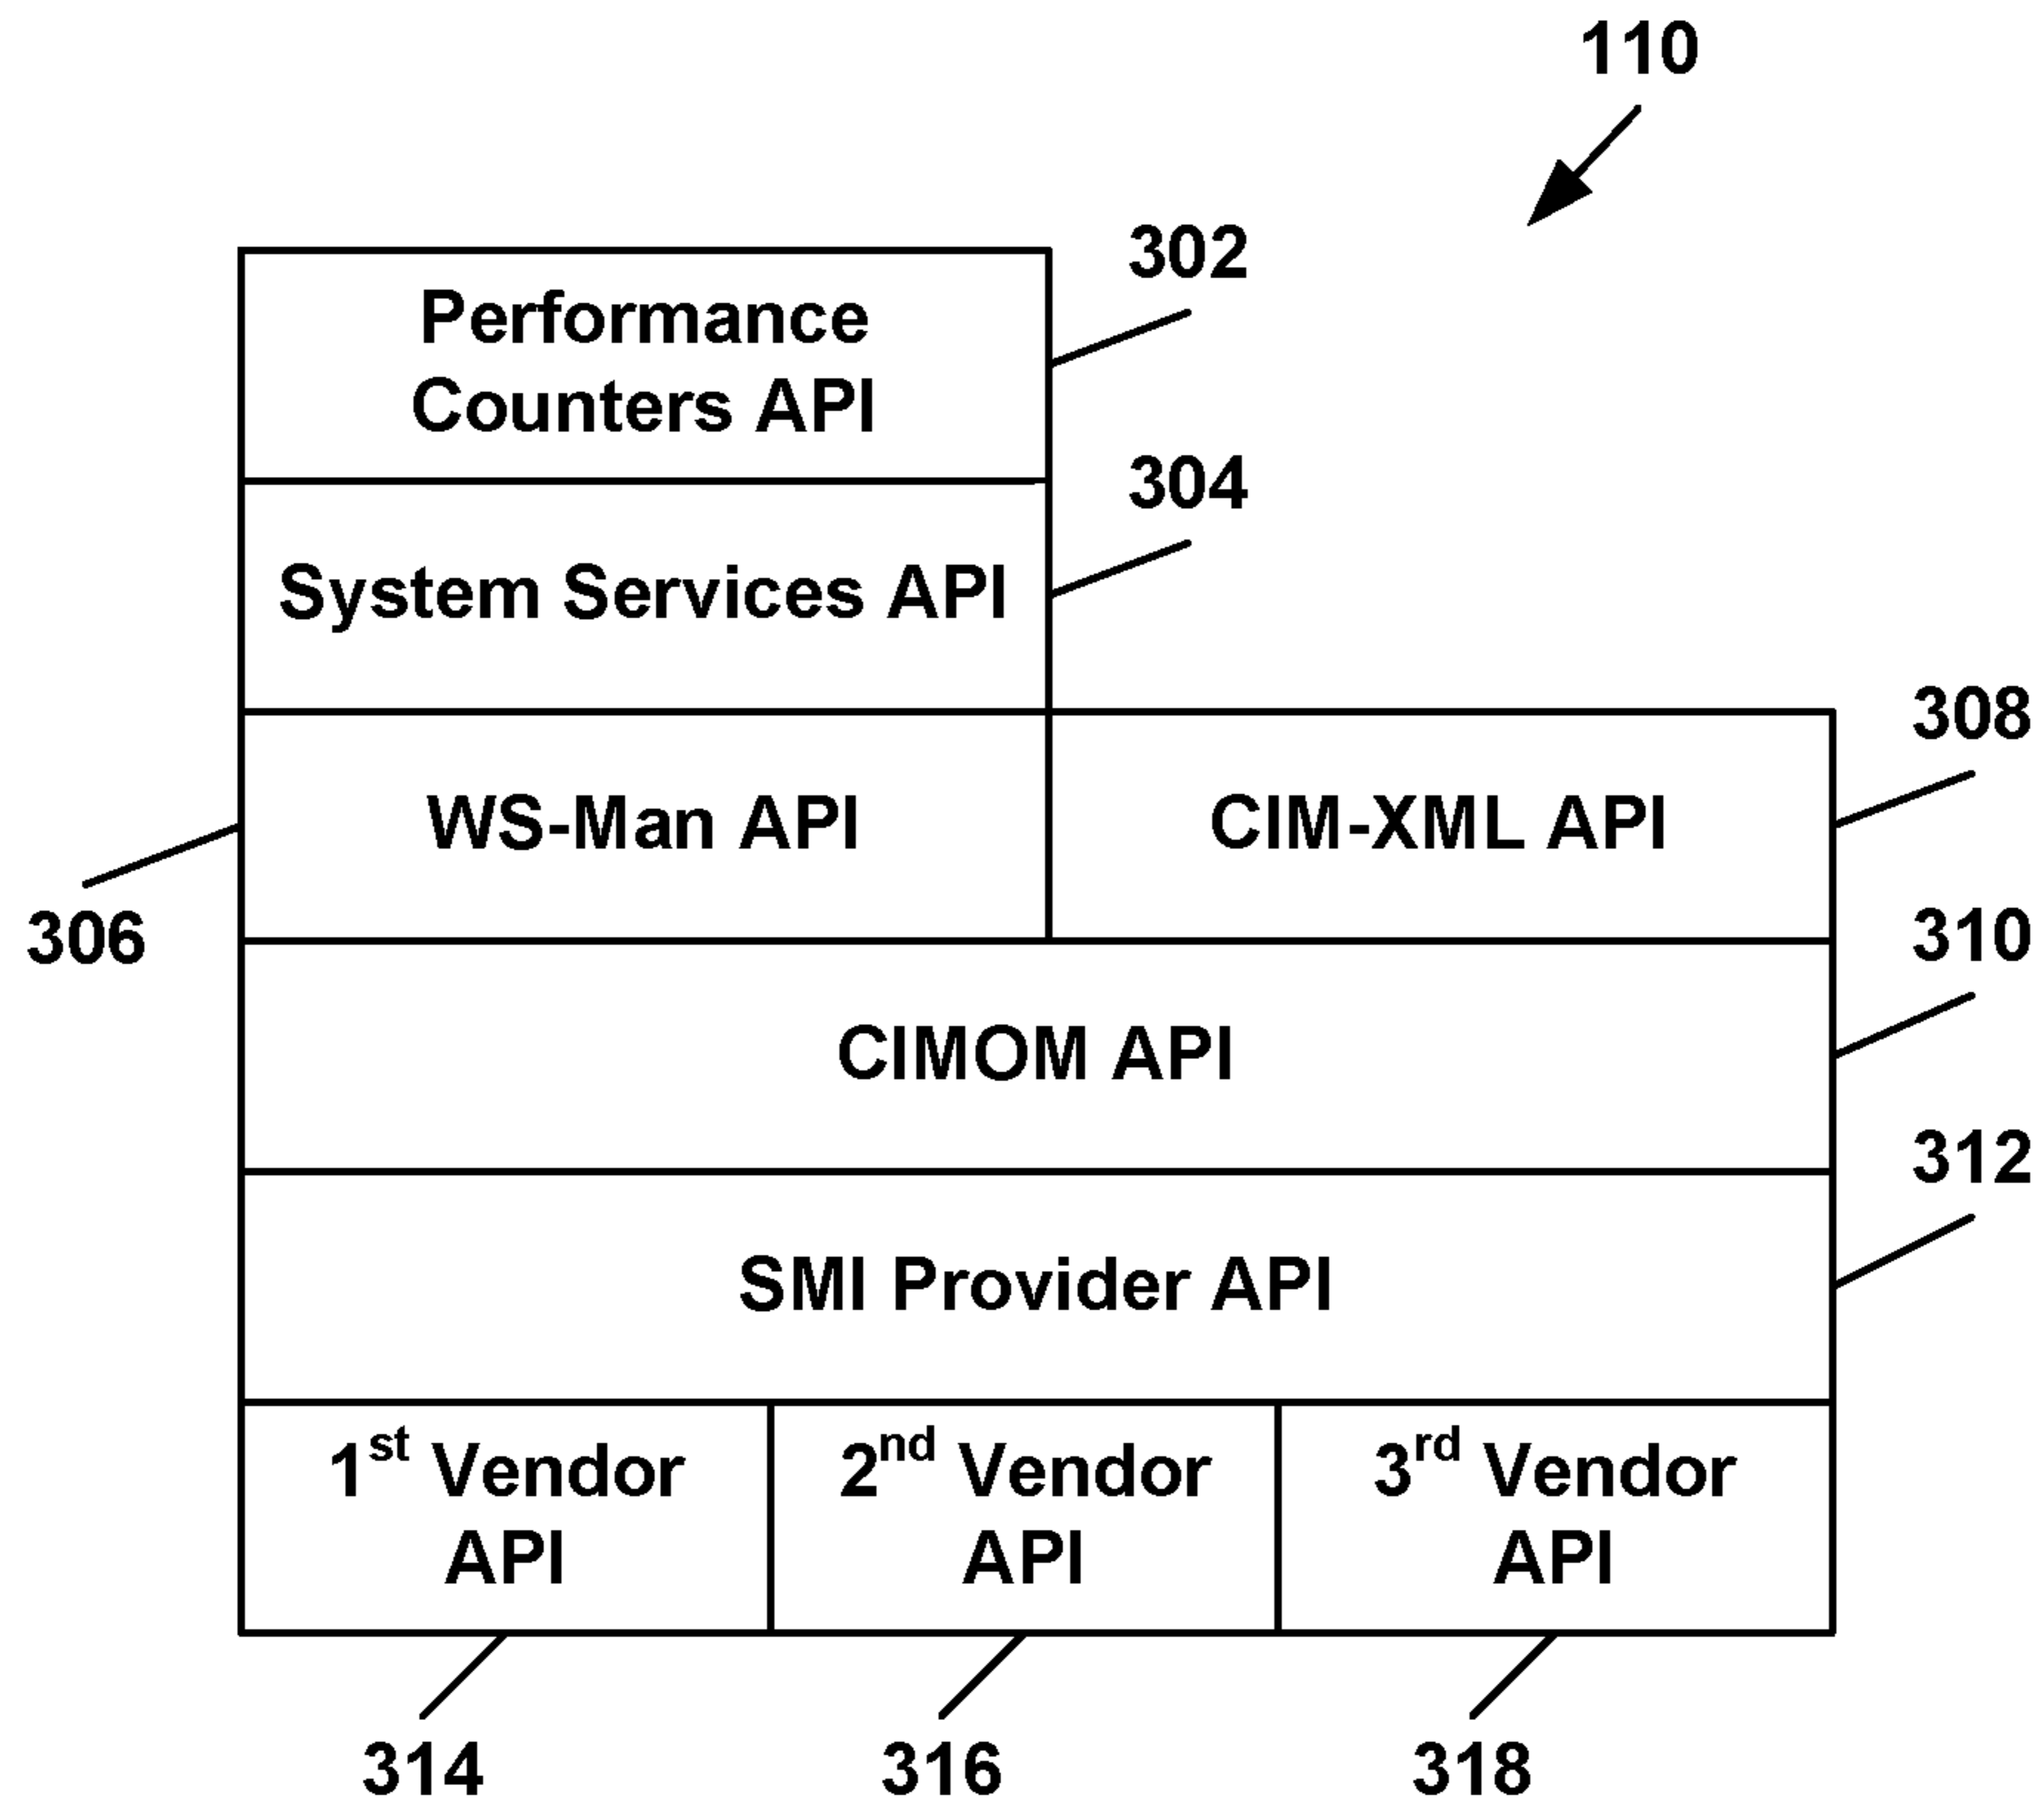 110
302
Performance
Counters API
304
System Services API
308
WS-Man API
CIM-XML API
306
310
CIMOM API
312
SMI Provider API
1st Vendor
API
2nd Vendor
API
3rd Vendor
API
314
316
318